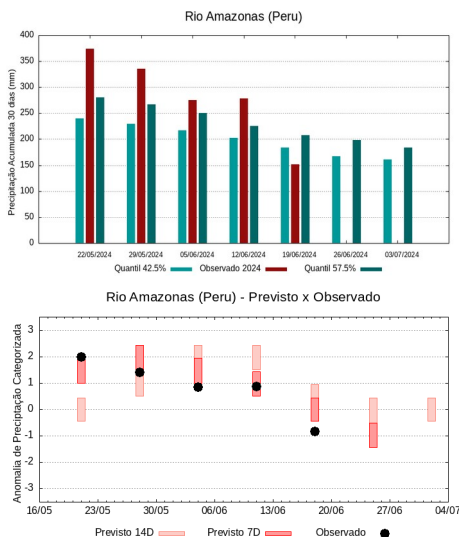 Rio Amazonas (Peru)
Precipitação Acumulada 30 dias (mm)
400
350
300
250
200
150
100
50
0
22/05/2024 29/05/2024 05/06/2024 12/06/2024 19/06/2024 26/06/2024 03/07/2024
Quantil 42.5% Observado 2024 Quantil 57.5%
Rio Amazonas (Peru) - Previsto x Observado
Anomalia de Preciptação Categorizada
3
2
1
0
-1
-2
-3
16/05 23/05 30/05 06/06 13/06 20/06 27/06 04/07
Previsto 14D Previsto 7D Observado